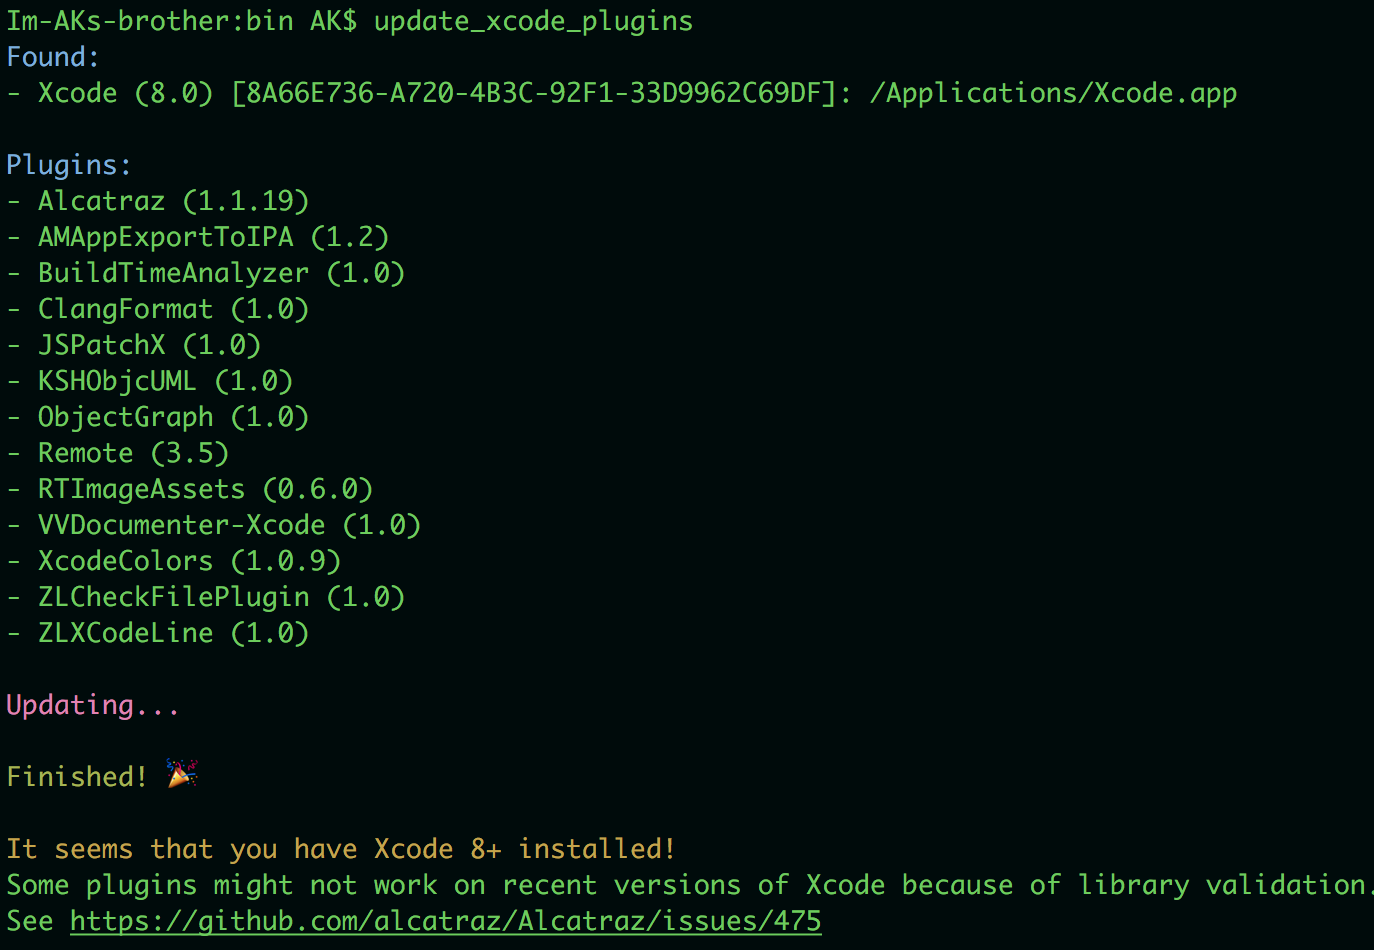 Im-AKs-brother:bin AK$ update_xcode_plugins
Found:
- Xcode (8.0) [8A66E736-A720-4B3C-92F1-33D9962C69DF]: /Applications/Xcode.app
Plugins:
- Alcatraz (1.1.19)
- AMAppExportToIPA (1.2)
- BuildTimeAnalyzer (1.0)
- ClangFormat (1.0)
- JSPatchX (1.0)
- KSHObjcUML (1.0)
- ObjectGraph (1.0)
- Remote (3.5)
- RTImageAssets (0.6.0)
- VVDocumenter-Xcode (1.0)
- XcodeColors (1.0.9)
- ZLCheckFilePlugin (1.0)
- ZLXCodeLine (1.0)
Updating...
Finished! 🎉
It seems that you have Xcode 8+ installed!
Some plugins might not work on recent versions of Xcode because of library validation.
See https://github.com/alcatraz/Alcatraz/issues/475